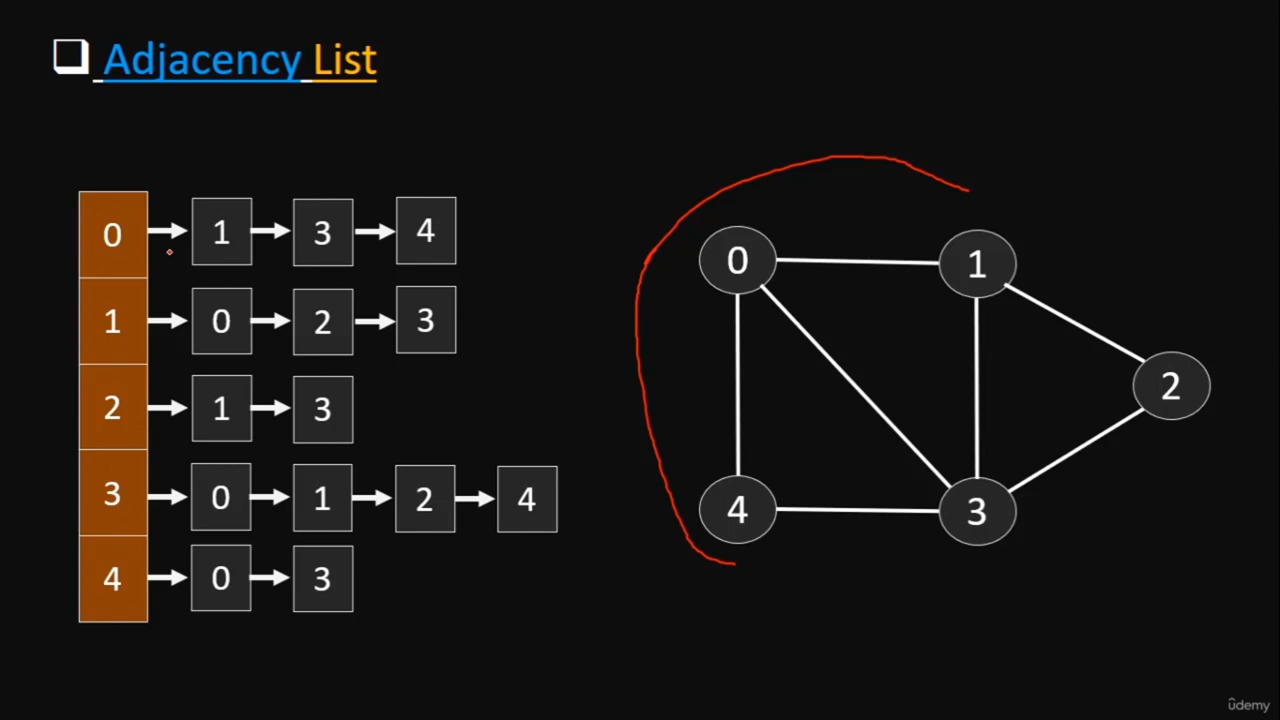 Adjacency List
0 1 3 4
1 0 2 3
2 1 3
3 0 1 2 4
4 0 3
0 1
2
4 3
ûdemy